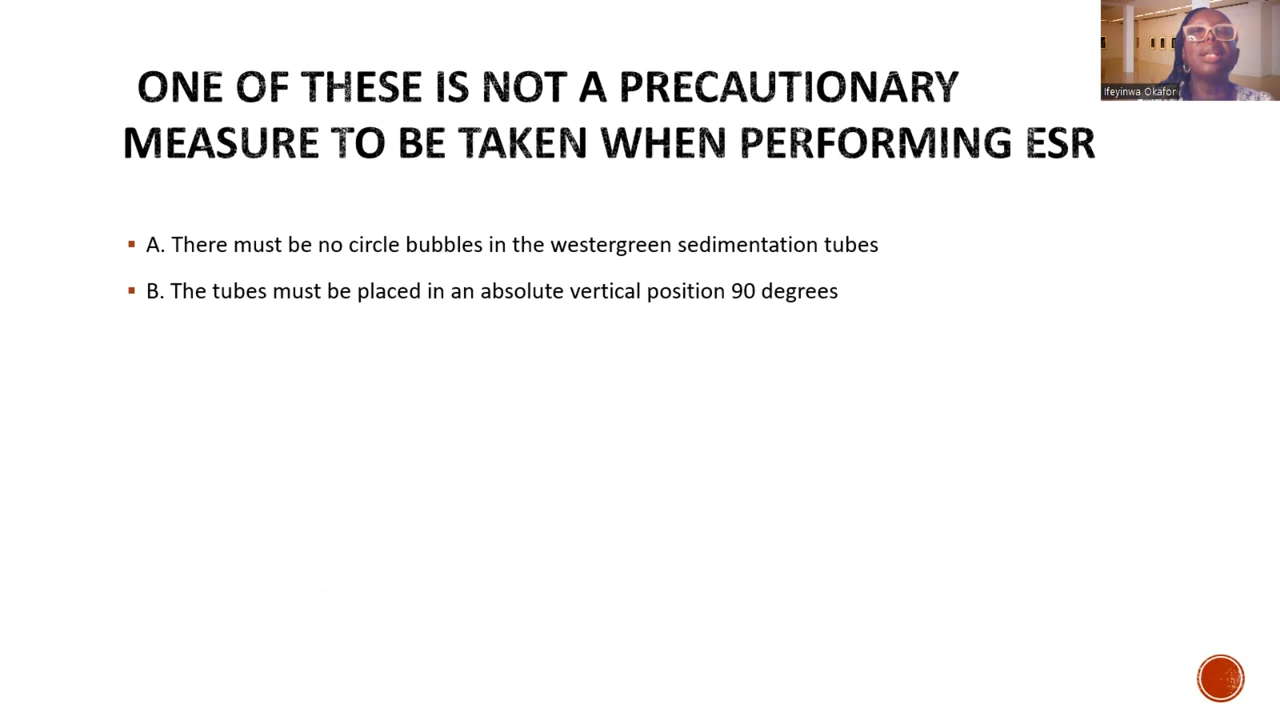 ONE OF THESE IS NOT A PRECAUTIONARY
MEASURE TO BE TAKEN WHEN PERFORMING ESR
Ifeyinwa Okafor
A. There must be no circle bubbles in the westergreen sedimentation tubes
B. The tubes must be placed in an absolute vertical position 90 degrees